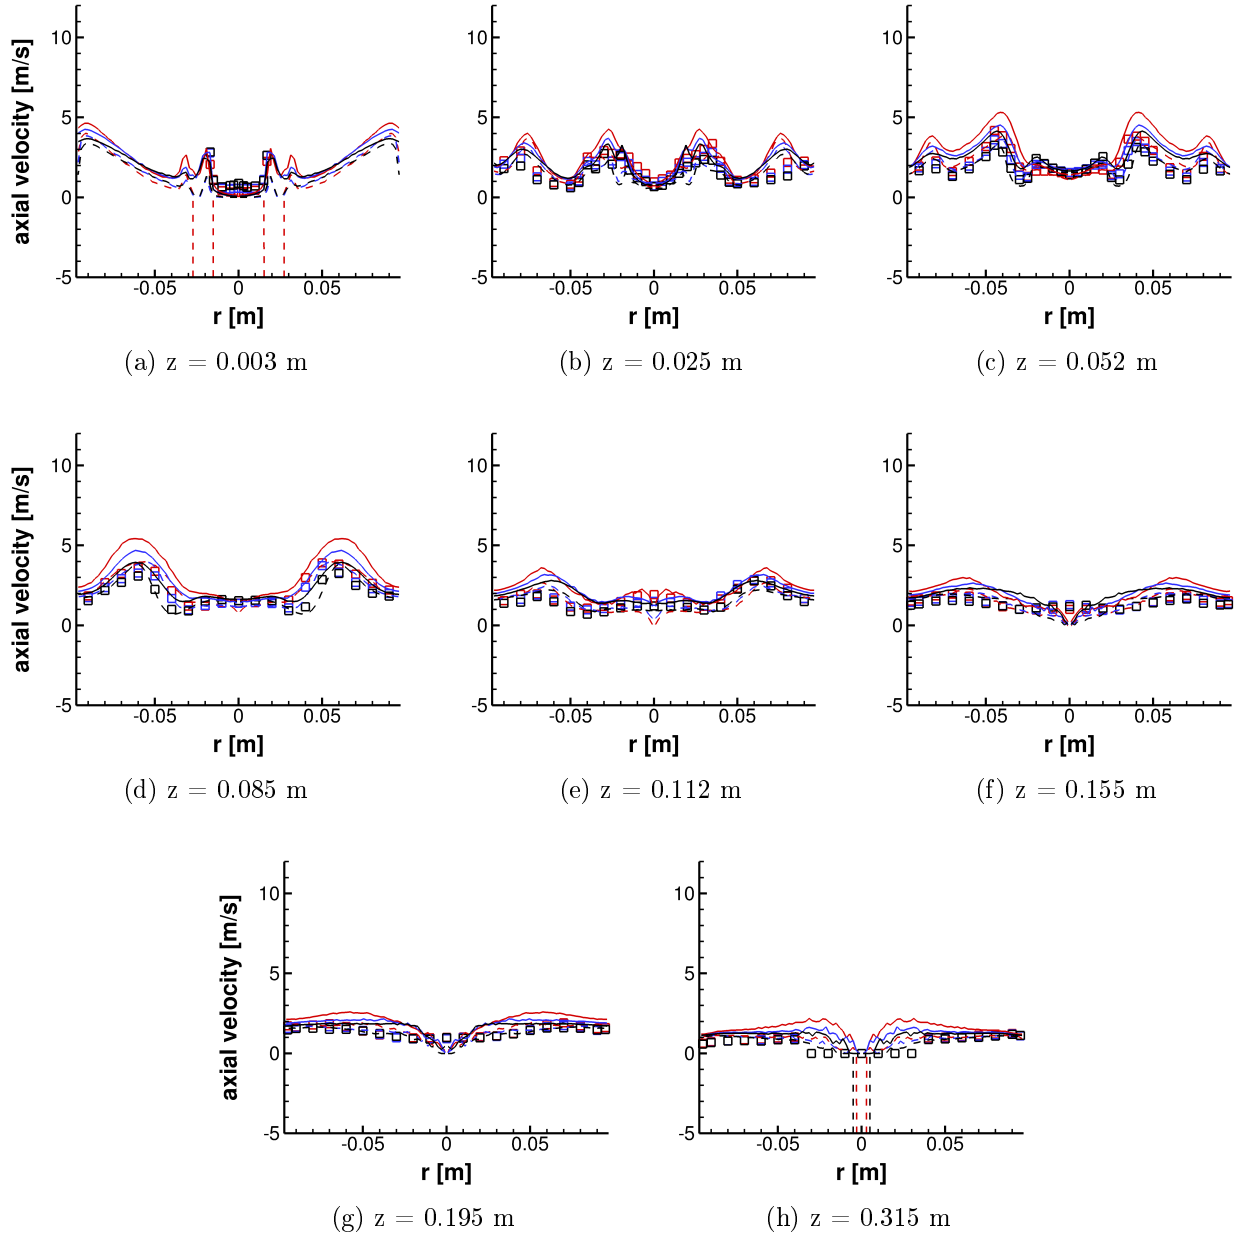 axial velocity [m/s]
10
5
0
-5
-0.05 0 0.05
r [m]
(a) z = 0.003 m
10
5
0
-5
-0.05 0 0.05
r [m]
(b) z = 0.025 m
10
5
0
-5
-0.05 0 0.05
r [m]
(c) z = 0.052 m
axial velocity [m/s]
10
5
0
-5
-0.05 0 0.05
r [m]
(d) z = 0.085 m
10
5
0
-5
-0.05 0 0.05
r [m]
(e) z = 0.112 m
10
5
0
-5
-0.05 0 0.05
r [m]
(f) z = 0.155 m
axial velocity [m/s]
10
5
0
-5
-0.05 0 0.05
r [m]
(g) z = 0.195 m
10
5
0
-5
-0.05 0 0.05
r [m]
(h) z = 0.315 m